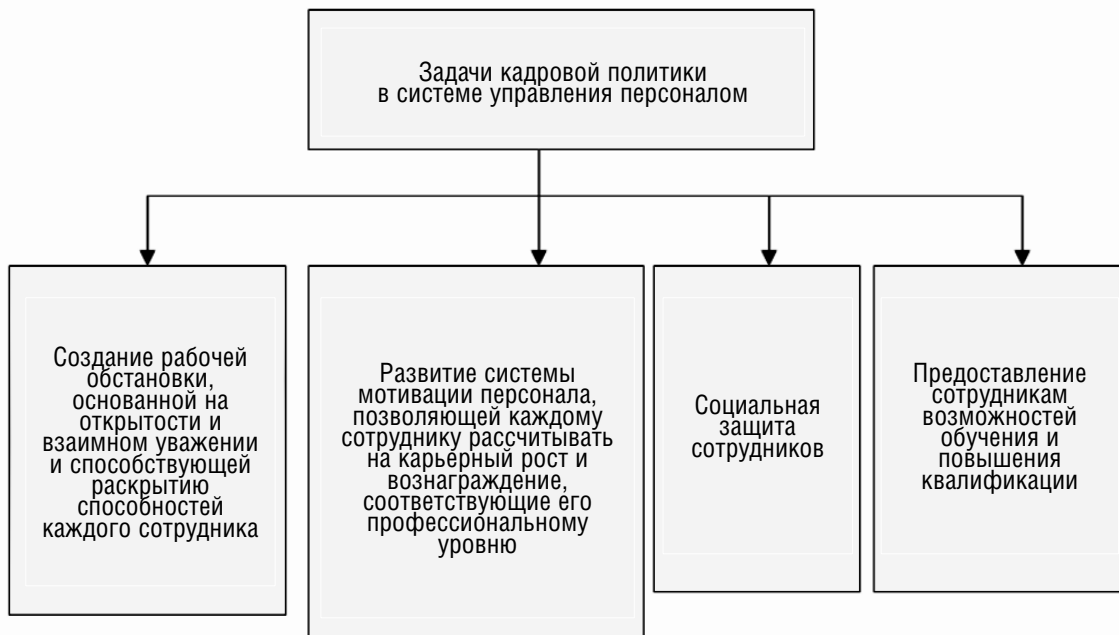 Задачи кадровой политики
в системе управления персоналом
Создание рабочей
обстановки,
основанной на
открытости и
взаимном уважении
и способствующей
раскрытию
способностей
каждого сотрудника
Развитие системы
мотивации персонала,
позволяющей каждому
сотруднику рассчитывать
на карьерный рост и
вознаграждение,
соответствующие его
профессиональному
уровню
Социальная
защита
сотрудников
Предоставление
сотрудникам
возможностей
обучения и
повышения
квалификации